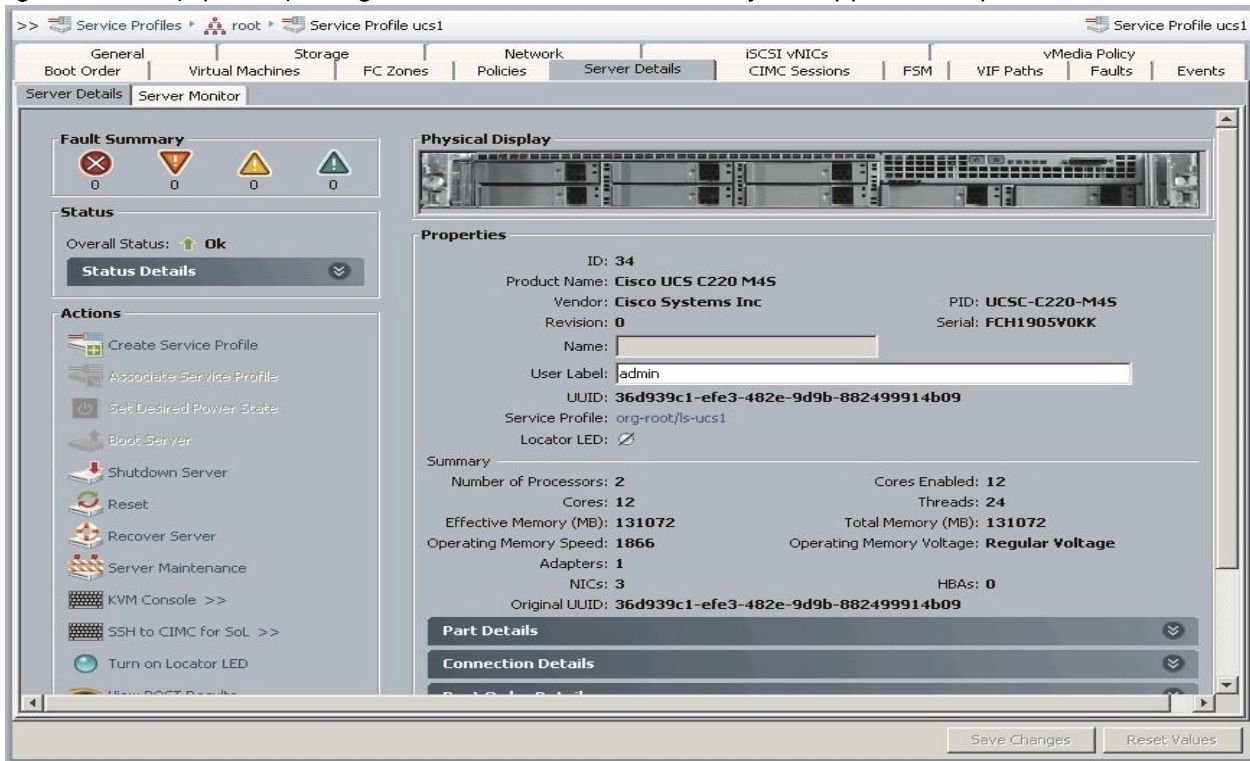 >> Service Profiles ▸ root ▸ Service Profile ucs1
Service Profile ucs1
General Storage Network iSCSI vNICs vMedia Policy
Boot Order Virtual Machines FC Zones Policies Server Details CIMC Sessions FSM VIF Paths Faults Events
Server Details Server Monitor
Fault Summary
0 0 0 0
Status
Overall Status: Ok
Status Details
Actions
Create Service Profile
Associate Service Profile
Set Desired Power State
Boot Server
Shutdown Server
Reset
Recover Server
Server Maintenance
KVM Console >>
SSH to CIMC for SoL >>
Turn on Locator LED
Physical Display
Properties
ID: 34
Product Name: Cisco UCS C220 M4S
Vendor: Cisco Systems Inc PID: UCSC-C220-M4S
Revision: 0 Serial: FCH1905V0KK
Name:
User Label: admin
UUID: 36d939c1-efe3-482e-9d9b-882499914b09
Service Profile: org-root/ls-ucs1
Locator LED:
Summary
Number of Processors: 2 Cores Enabled: 12
Cores: 12 Threads: 24
Effective Memory (MB): 131072 Total Memory (MB): 131072
Operating Memory Speed: 1866 Operating Memory Voltage: Regular Voltage
Adapters: 1
NICs: 3 HBAs: 0
Original UUID: 36d939c1-efe3-482e-9d9b-882499914b09
Part Details
Connection Details
Save Changes Reset Values